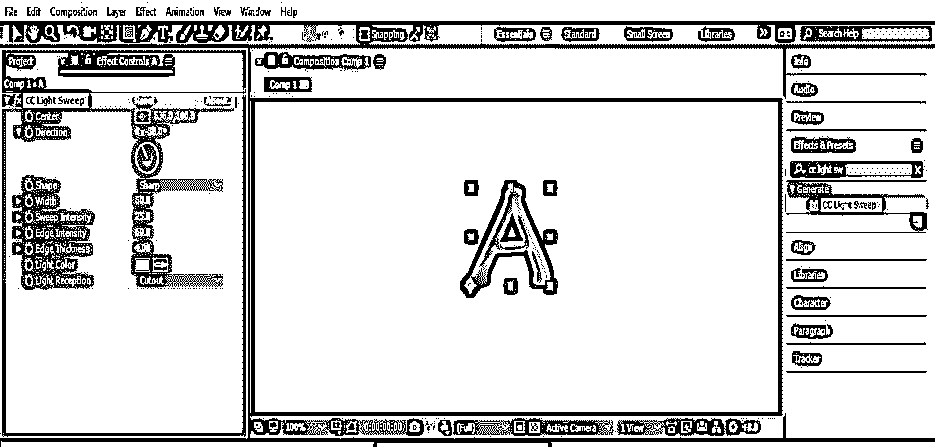 File Edit Composition Layer Effect Animation View Window Help
Snapping Essentials Standard Small Screen Libraries Search Help
Project Effect Controls A
Composition Comp 1
Comp 1 • A
Comp 1
CC Light Sweep
Center
Direction
Shape Sharp
Width
Sweep Intensity
Edge Intensity
Edge Thickness
Light Color
Light Reception Cutout
A
100% (Full) Active Camera 1 View
Info
Audio
Preview
Effects & Presets
cc light sw
Generate
CC Light Sweep
Align
Libraries
Character
Paragraph
Tracker